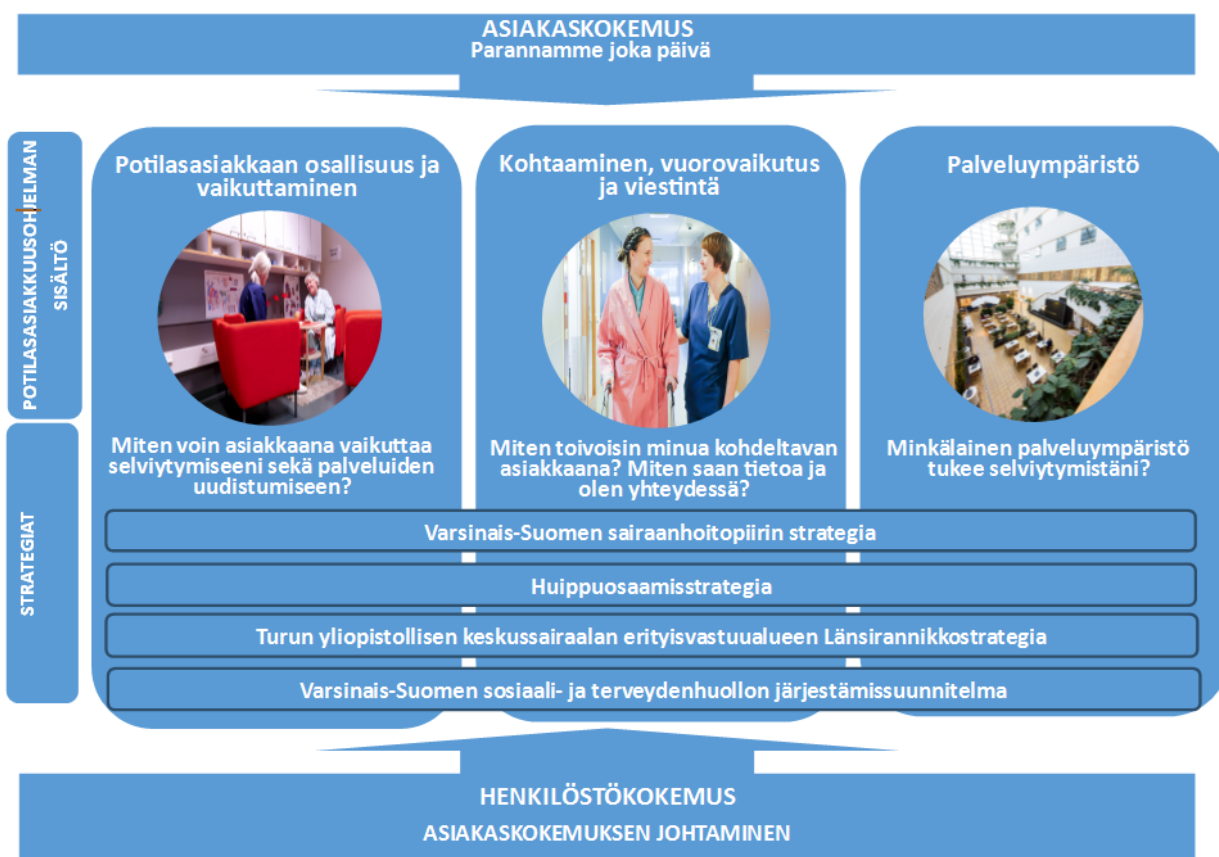 ASIAKASKOKEMUS
Parannamme joka päivä
POTILASASIAKKUUSOHJELMAN
SISÄLTÖ
Potilasasiakkaan osallisuus ja
vaikuttaminen
Miten voin asiakkaana vaikuttaa
selviytymiseeni sekä palveluiden
uudistumiseen?
Kohtaaminen, vuorovaikutus
ja viestintä
Miten toivoisin minua kohdeltavan
asiakkaana? Miten saan tietoa ja
olen yhteydessä?
Palveluympäristö
Minkälainen palveluympäristö
tukee selviytymistäni?
STRATEGIAT
Varsinais-Suomen sairaanhoitopiirin strategia
Huippuosaamisstrategia
Turun yliopistollisen keskussairaalan erityisvastuualueen Länsirannikkostrategia
Varsinais-Suomen sosiaali- ja terveydenhuollon järjestämissuunnitelma
HENKILÖSTÖKOKEMUS
ASIAKASKOKEMUKSEN JOHTAMINEN